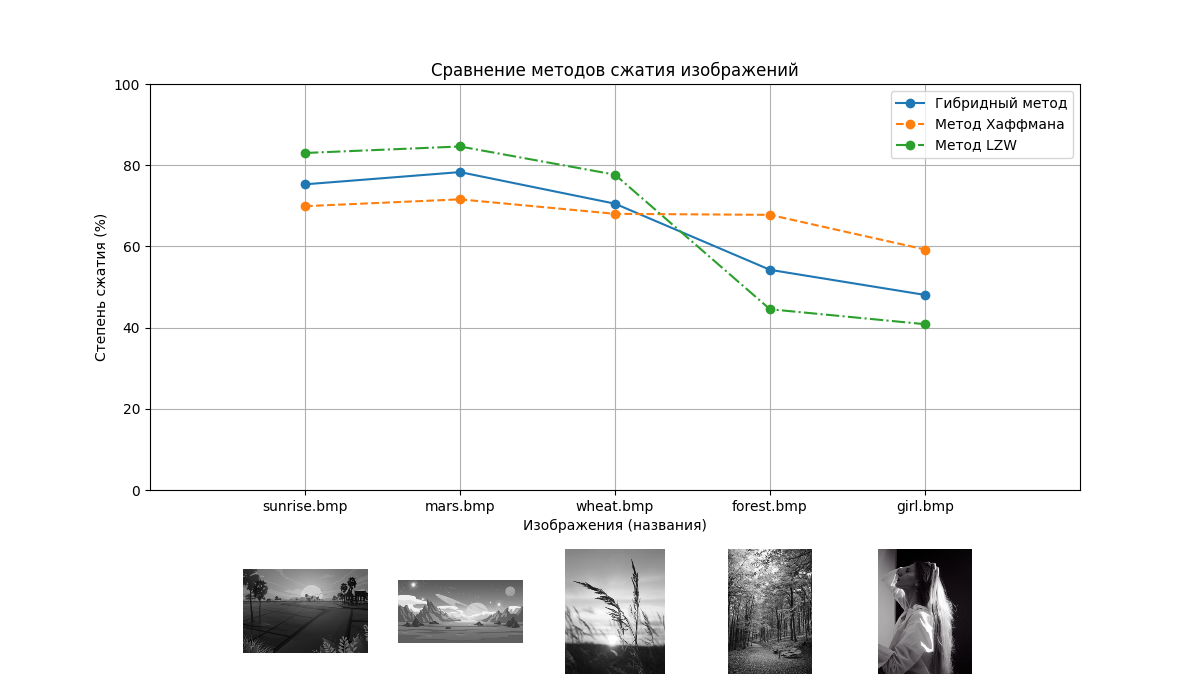 Сравнение методов сжатия изображений
Гибридный метод
Метод Хаффмана
Метод LZW
Степень сжатия (%)
100
80
60
40
20
0
sunrise.bmp mars.bmp wheat.bmp forest.bmp girl.bmp
Изображения (названия)